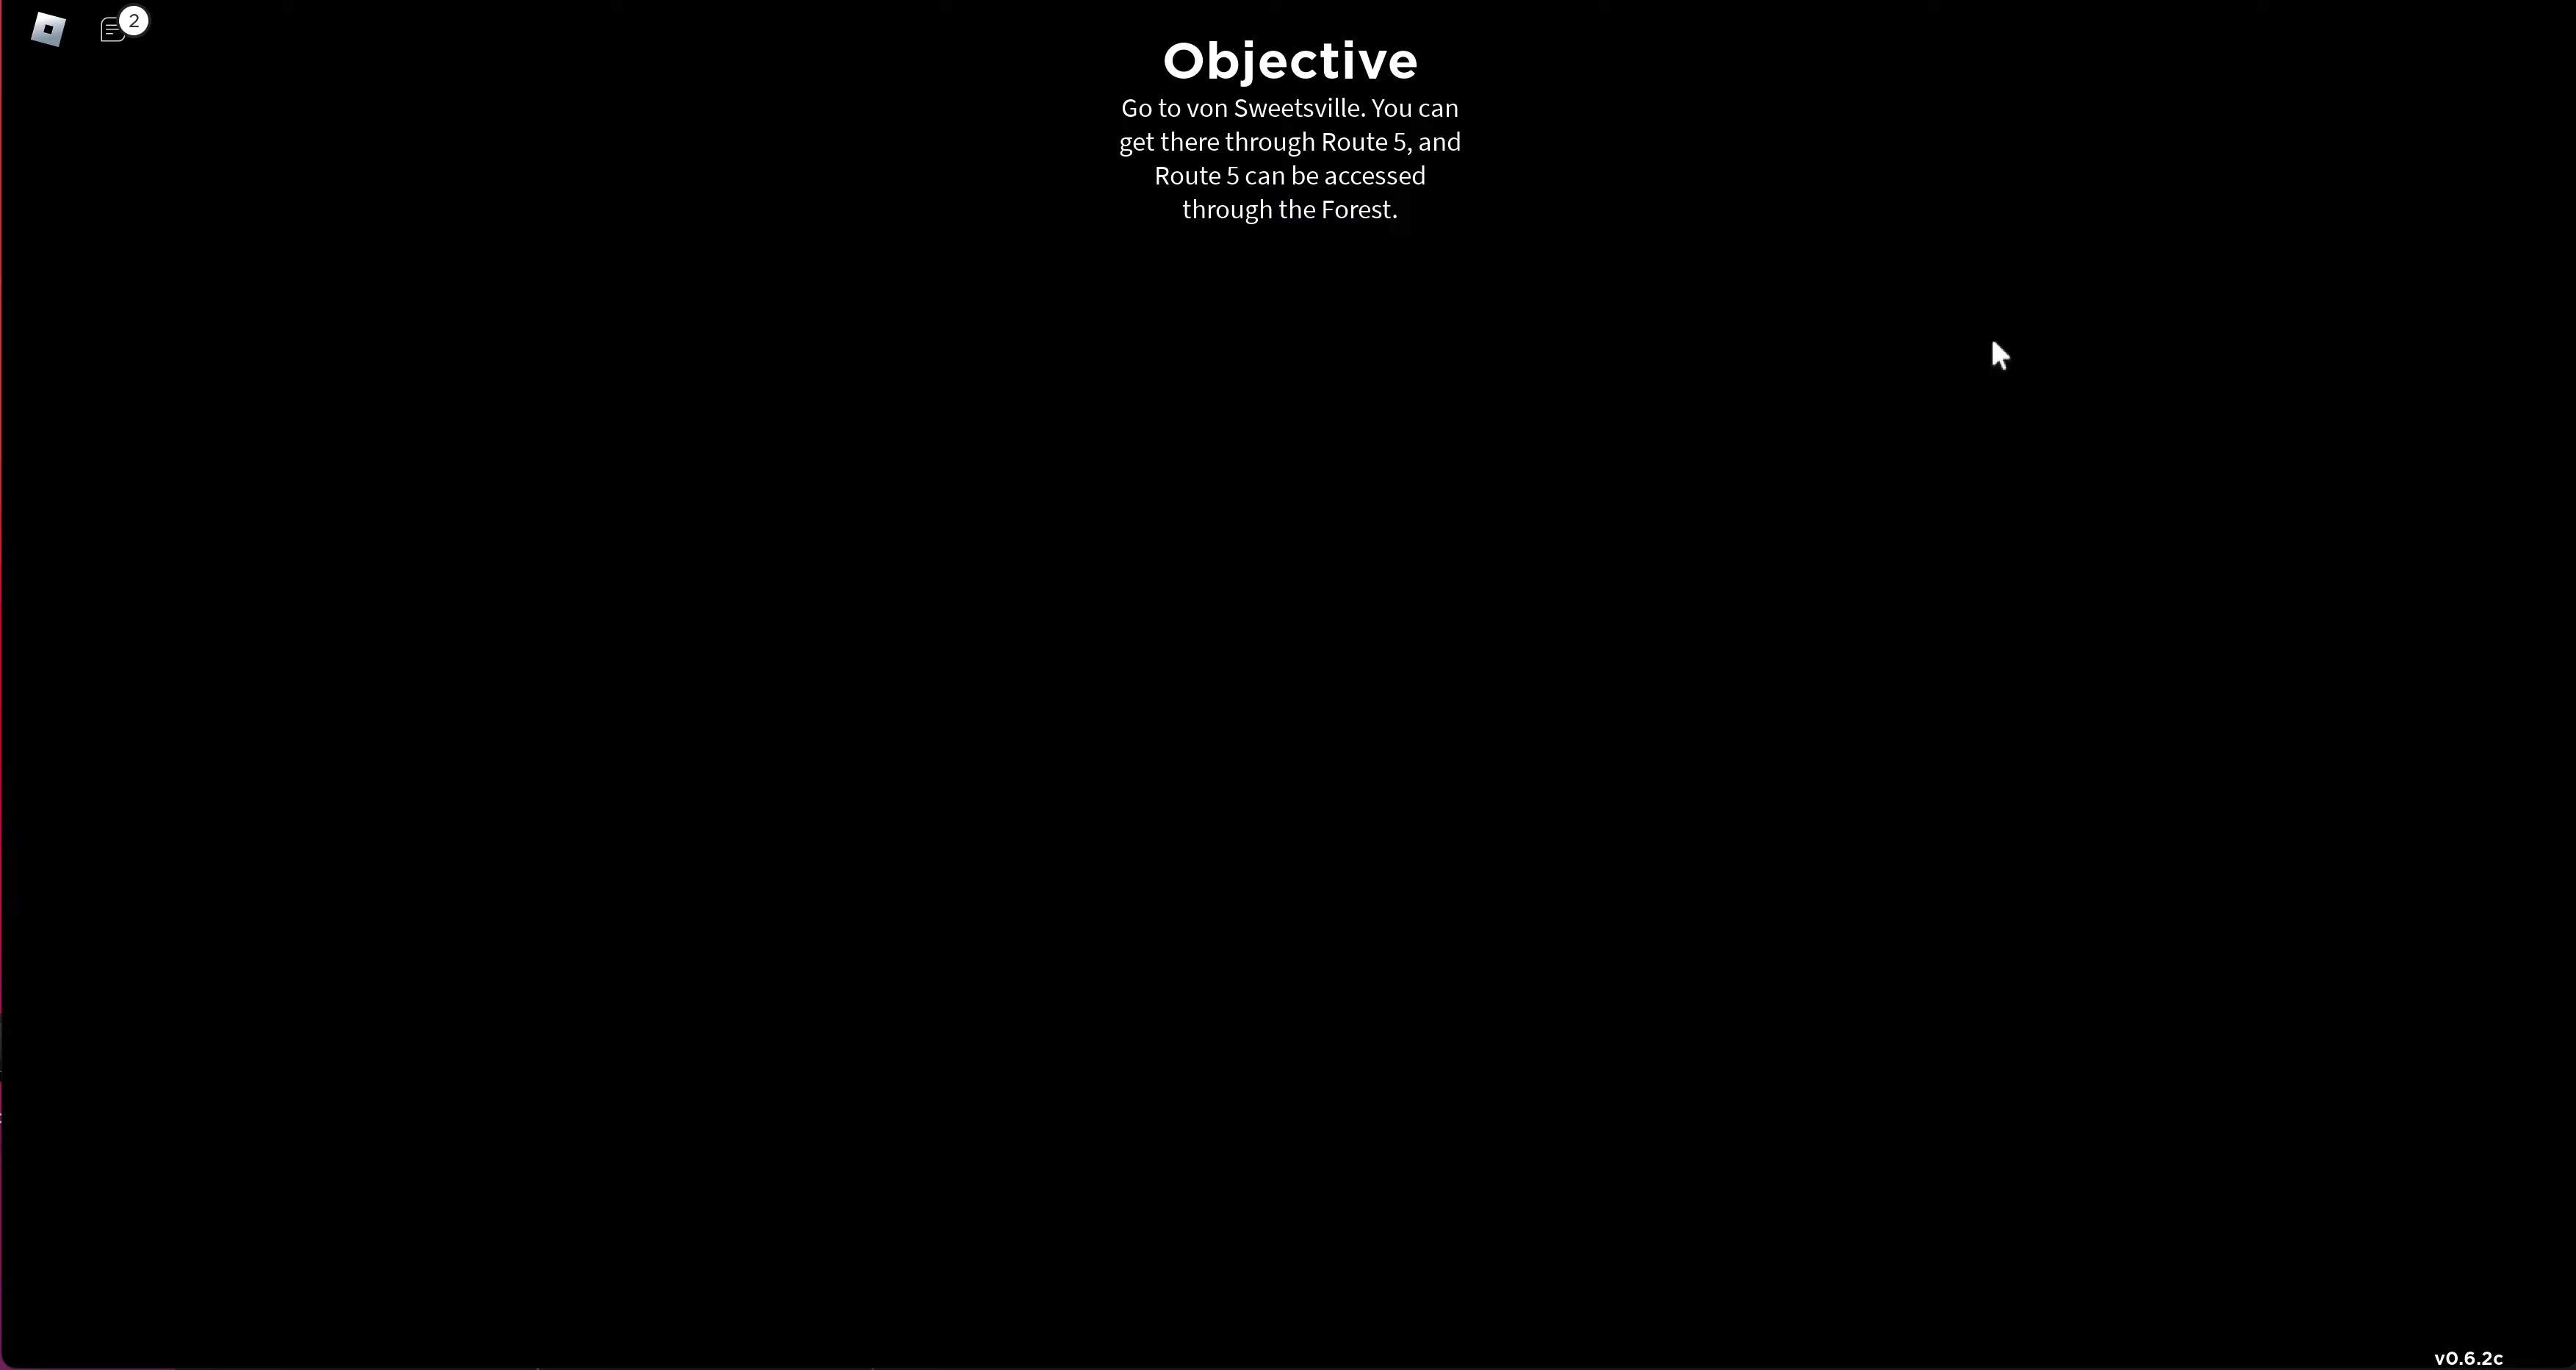 2
Objective
Go to von Sweetsville. You can
get there through Route 5, and
Route 5 can be accessed
through the Forest.
v0.6.2c